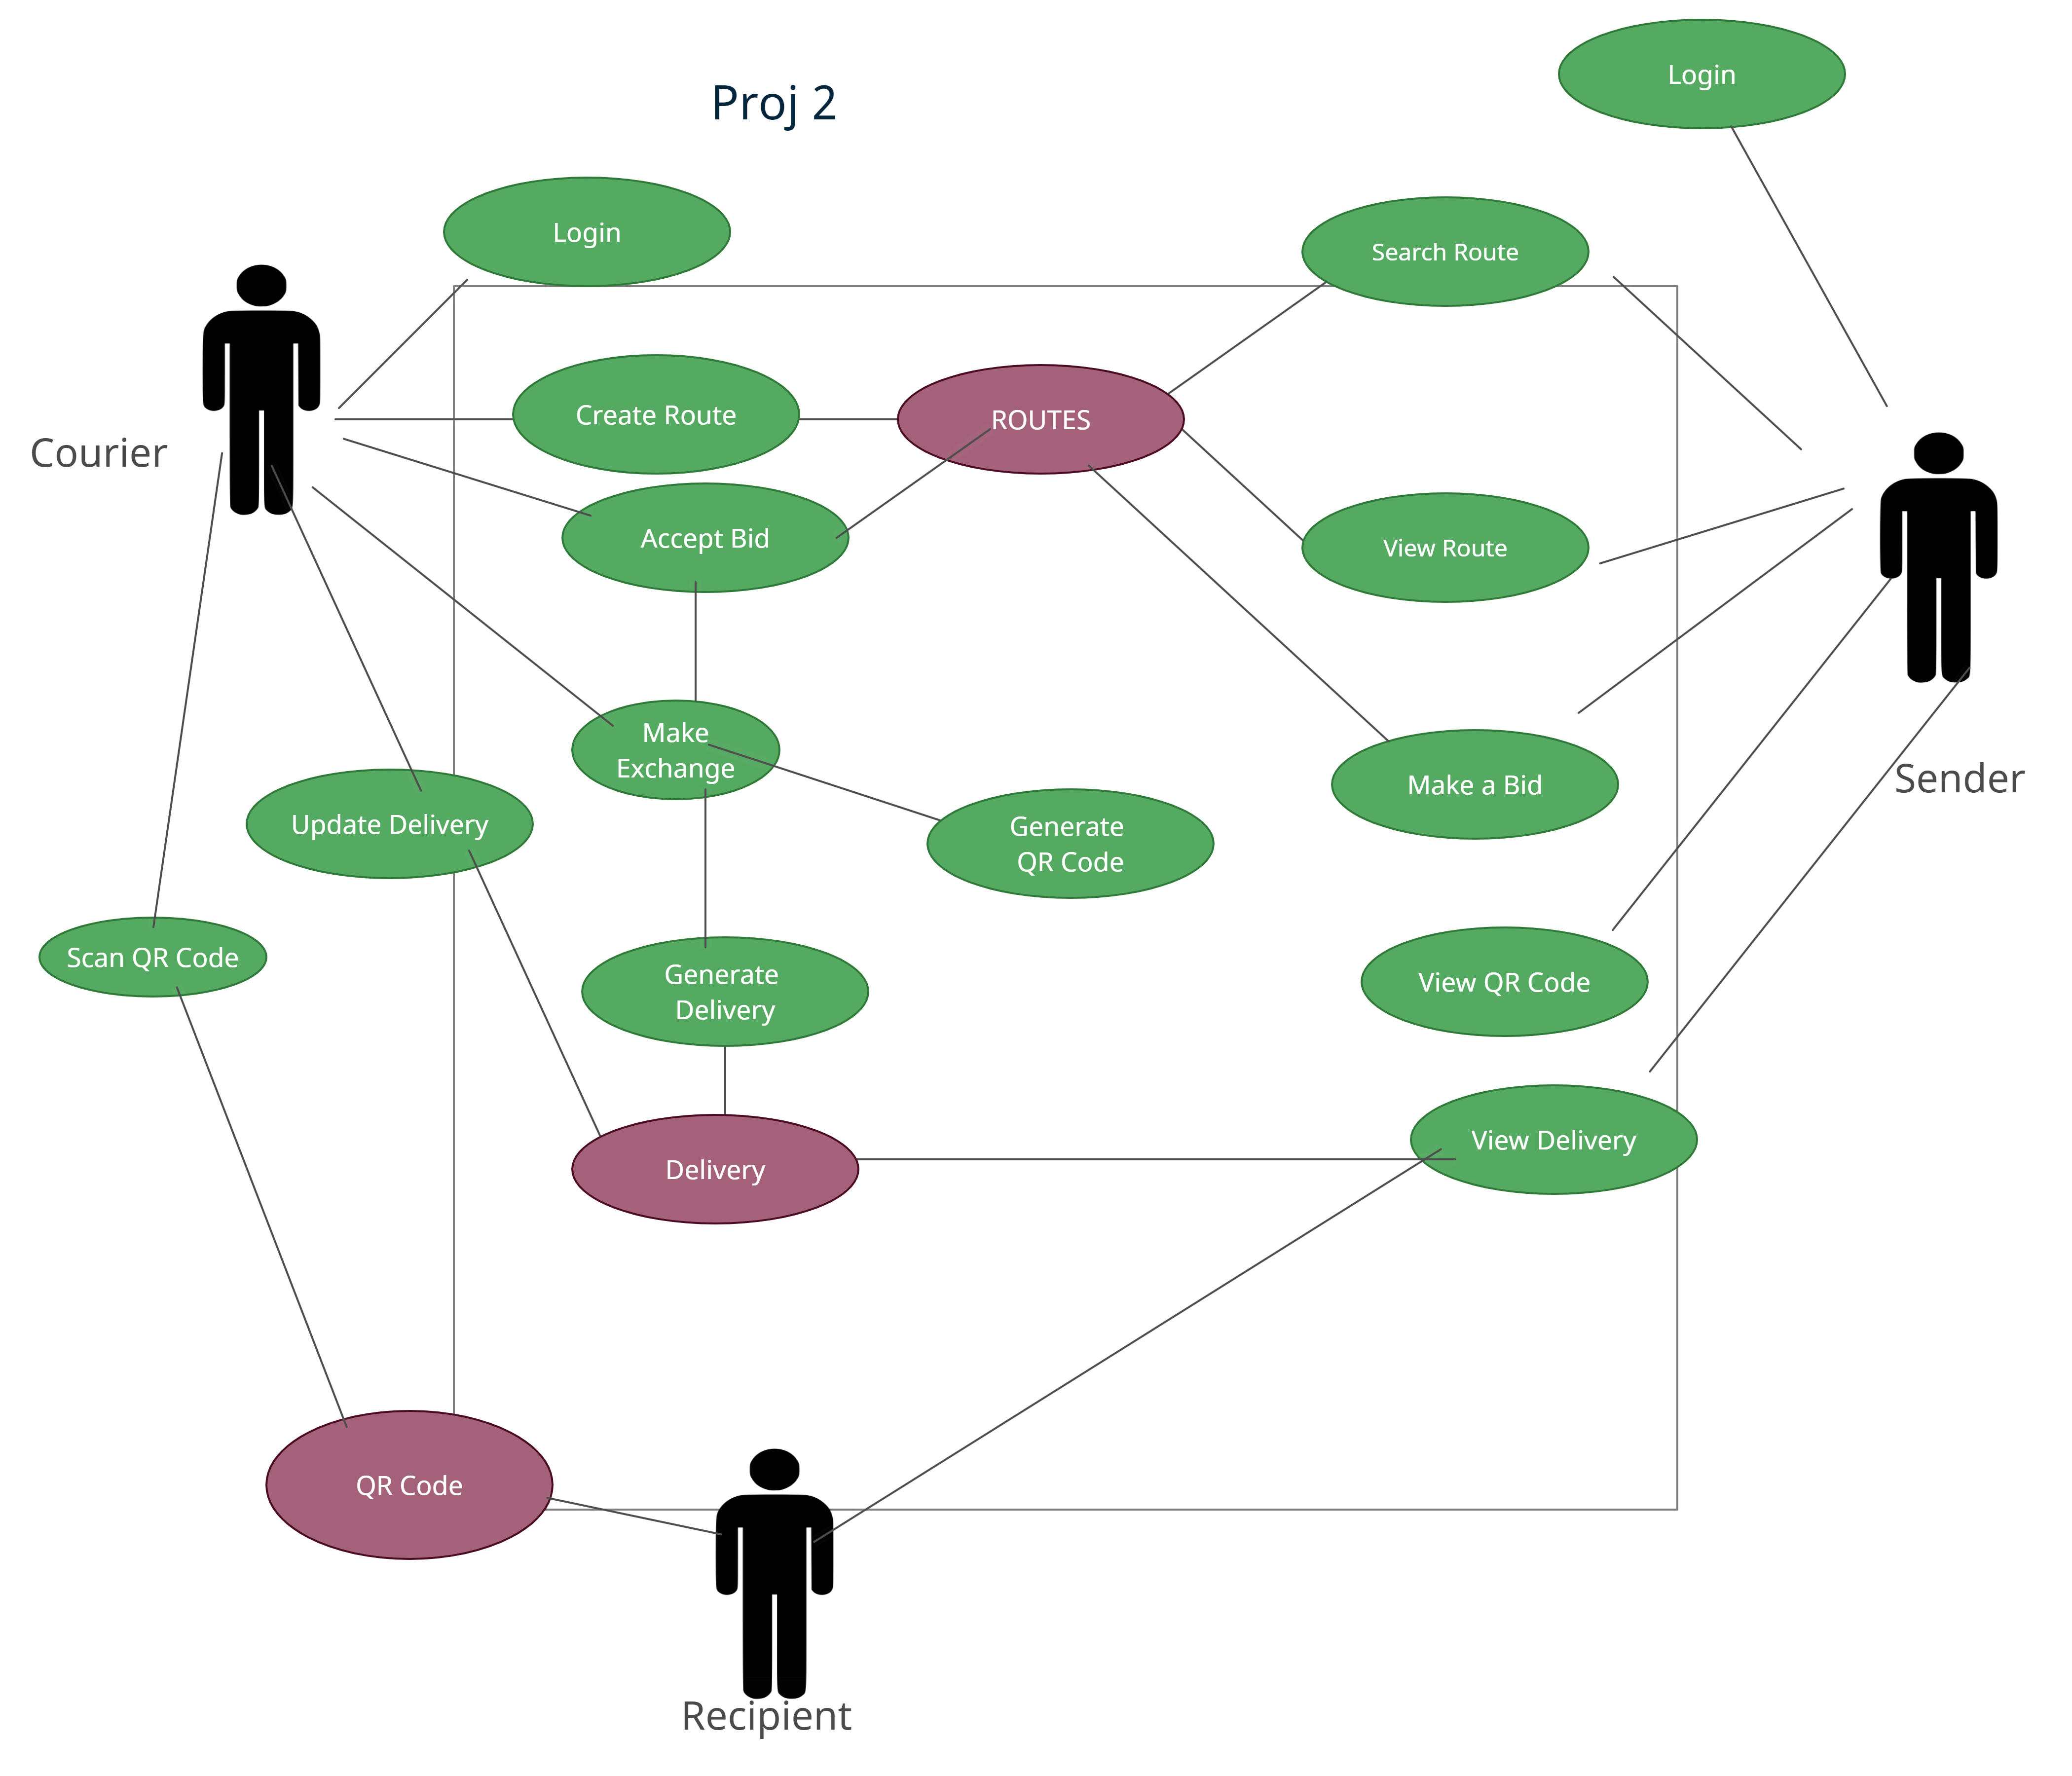 Login
Proj 2
Login
Search Route
Create Route
ROUTES
Courier
Accept Bid
View Route
Make
Exchange
Sender
Make a Bid
Update Delivery
Generate
QR Code
Scan QR Code
Generate
Delivery
View QR Code
View Delivery
Delivery
QR Code
Recipient